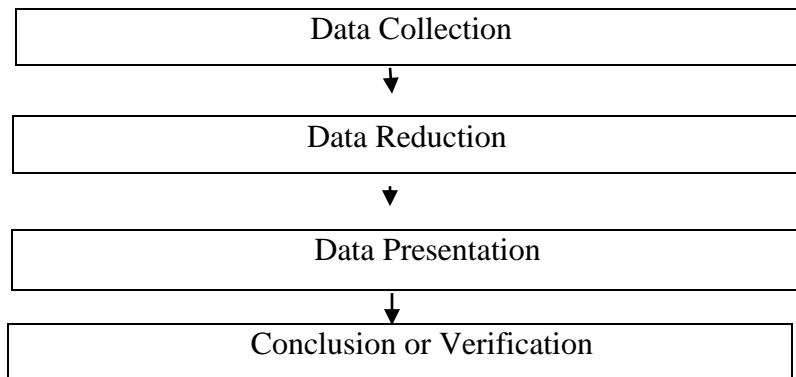 Data Collection
Data Reduction
Data Presentation
Conclusion or Verification